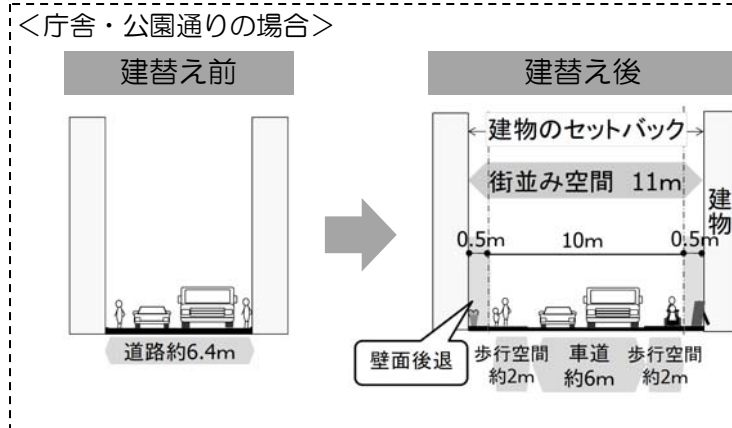 ＜庁舎・公園通りの場合＞
建替え前
建替え後
建物のセットバック
街並み空間 11m
建物
0.5m
10m
0.5m
道路約6.4m
壁面後退
歩行空間
約2m
車道
約6m
歩行空間
約2m